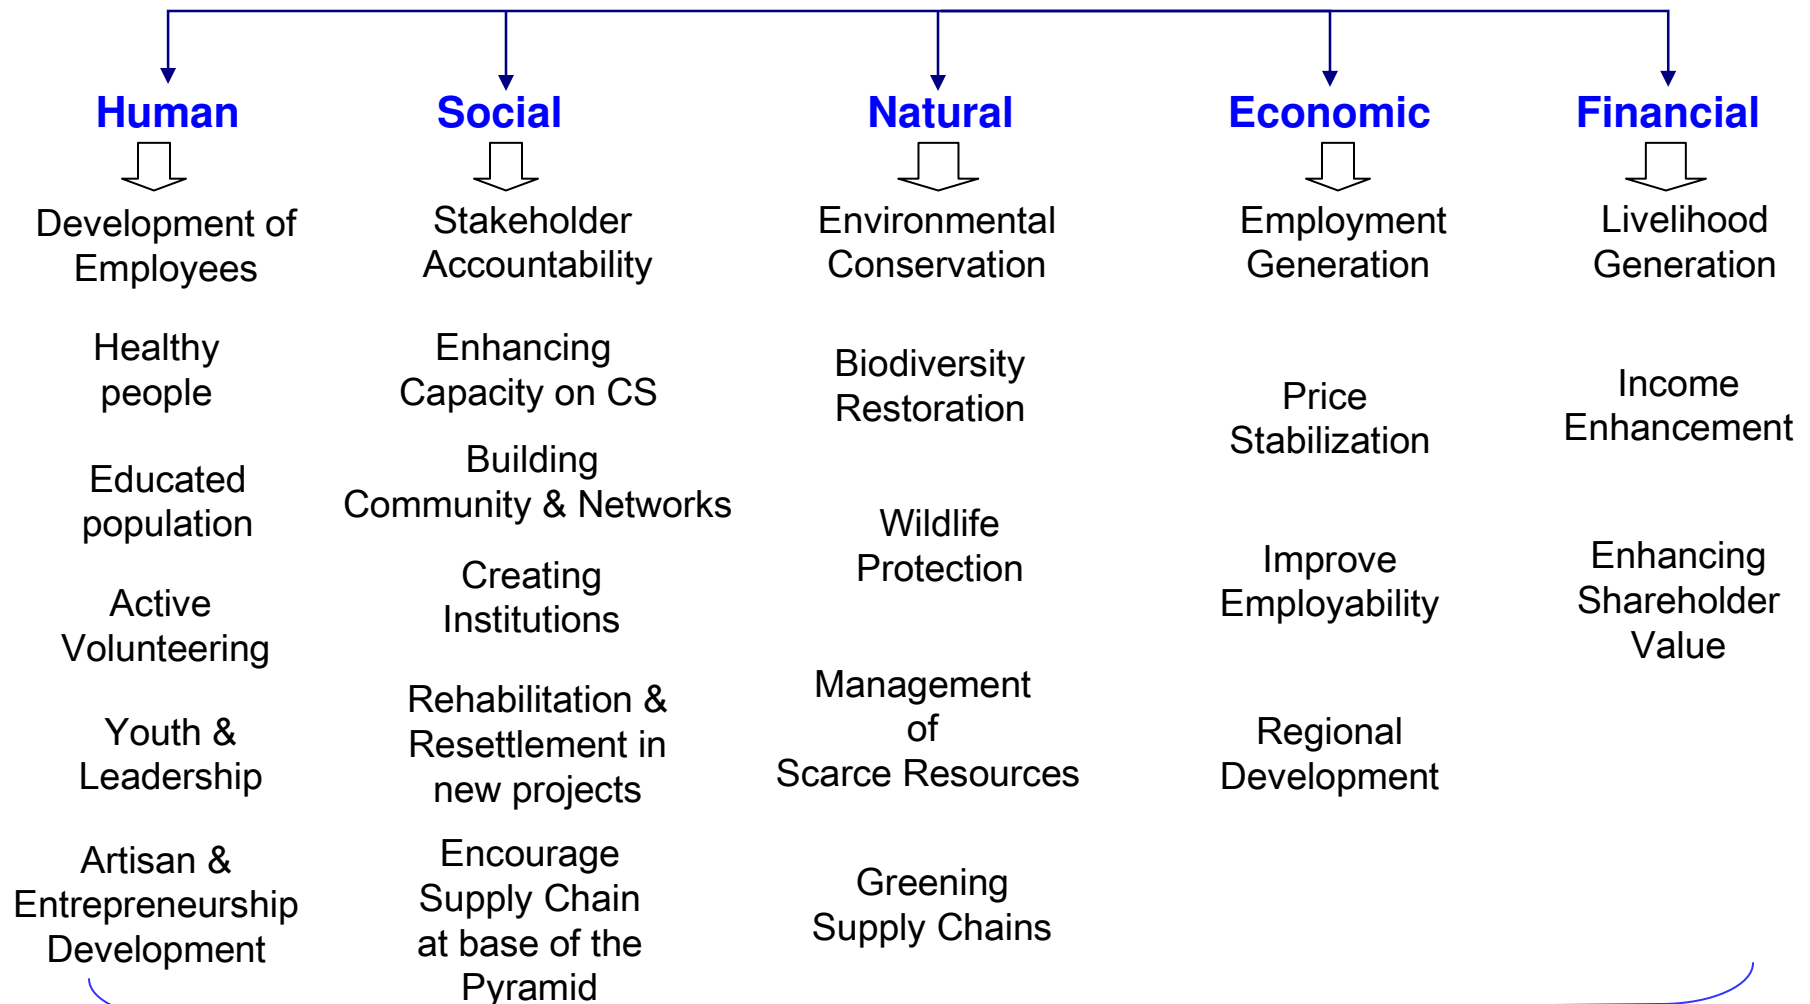 Human
Social
Natural
Economic
Financial
Development of
Employees
Healthy
people
Educated
population
Active
Volunteering
Youth &
Leadership
Artisan &
Entrepreneurship
Development
Stakeholder
Accountability
Enhancing
Capacity on CS
Building
Community & Networks
Creating
Institutions
Rehabilitation &
Resettlement in
new projects
Encourage
Supply Chain
at base of the
Pyramid
Environmental
Conservation
Biodiversity
Restoration
Wildlife
Protection
Management
of
Scarce Resources
Greening
Supply Chains
Employment
Generation
Price
Stabilization
Improve
Employability
Regional
Development
Livelihood
Generation
Income
Enhancement
Enhancing
Shareholder
Value